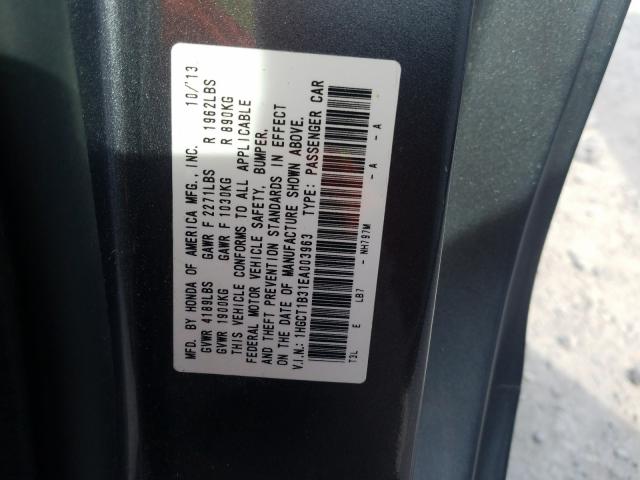 MFD. BY HONDA OF AMERICA MFG., INC. 10/'13
GVWR 4189LBS GAWR F 2271LBS R 1962LBS
GVWR 1900KG GAWR F 1030KG R 890KG
THIS VEHICLE CONFORMS TO ALL APPLICABLE
FEDERAL MOTOR VEHICLE SAFETY, BUMPER,
AND THEFT PREVENTION STANDARDS IN EFFECT
ON THE DATE OF MANUFACTURE SHOWN ABOVE.
V.I.N.: 1HGCT1B31EA003963 TYPE: PASSENGER CAR
T3L E LB7 - NH797M - A - A